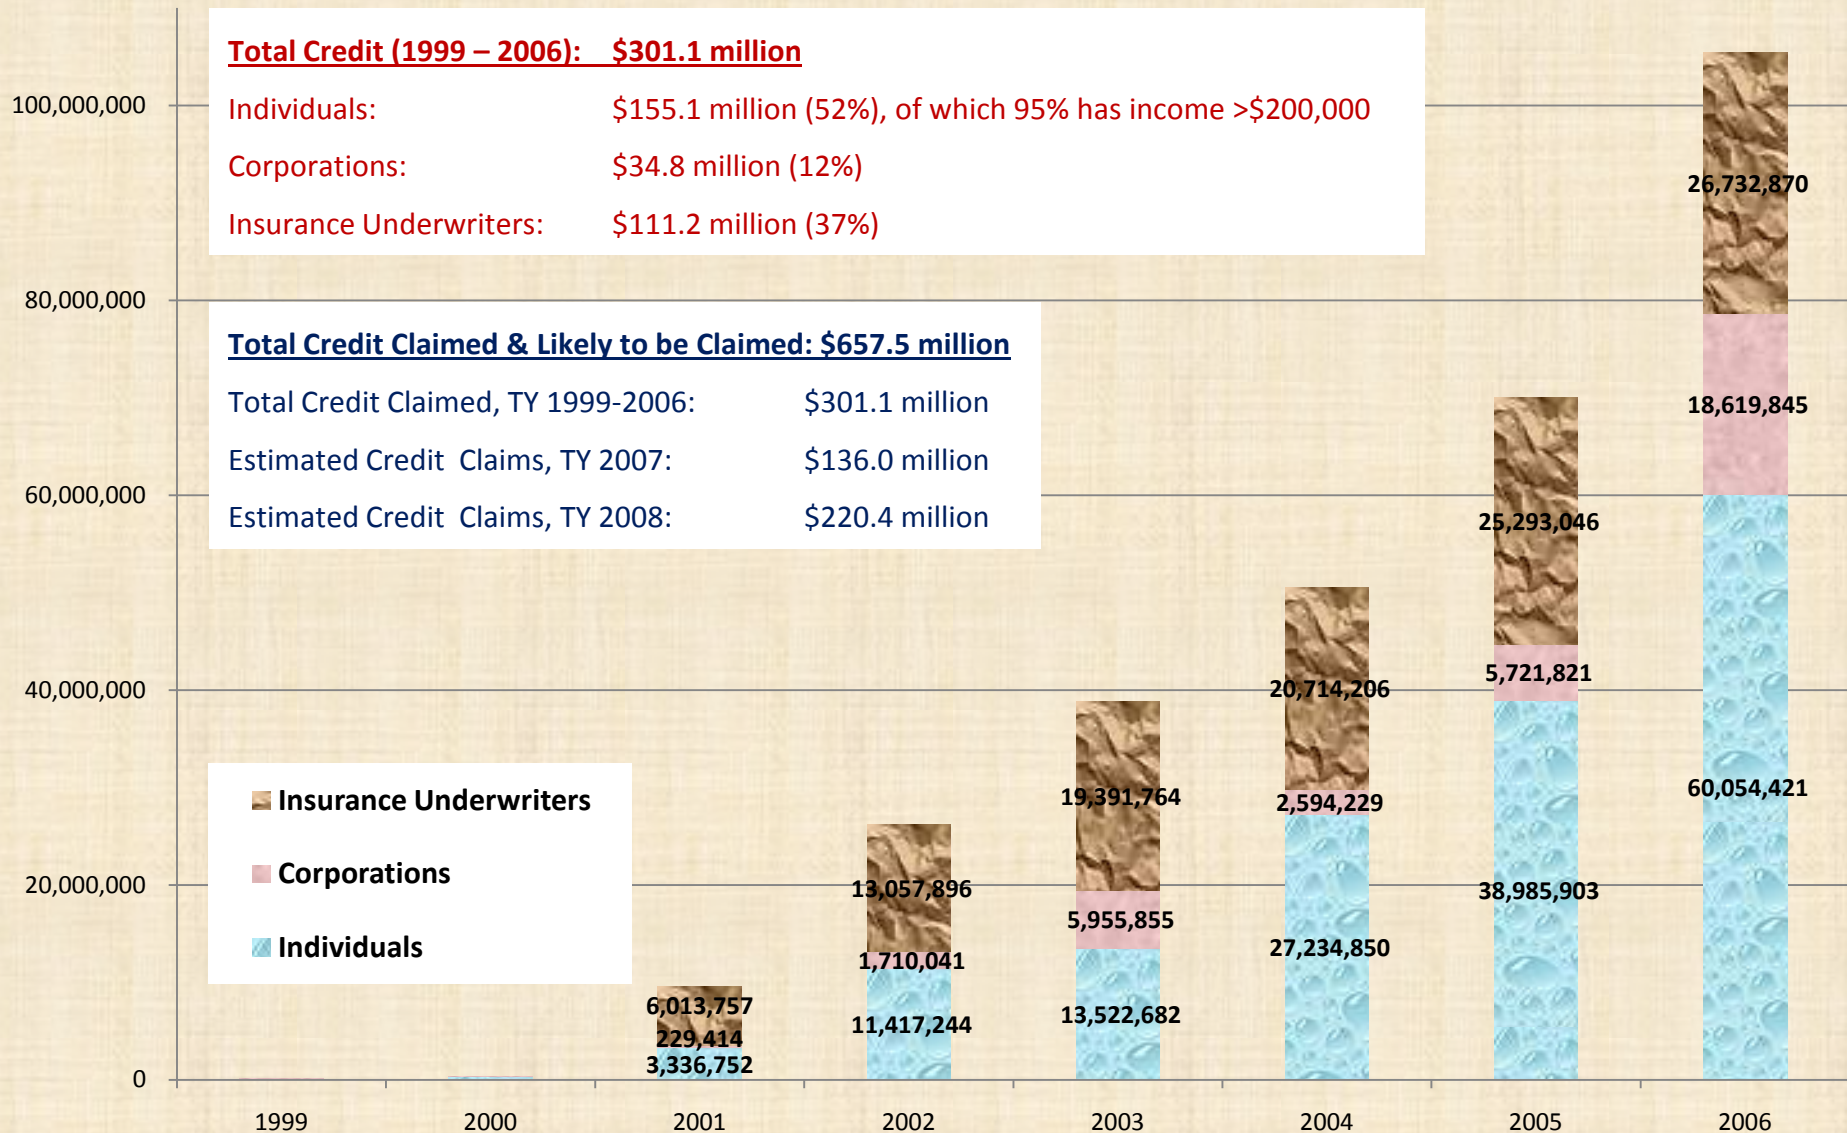 Total Credit (1999 – 2006): $301.1 million
Individuals: $155.1 million (52%), of which 95% has income >$200,000
Corporations: $34.8 million (12%)
Insurance Underwriters: $111.2 million (37%)
Total Credit Claimed & Likely to be Claimed: $657.5 million
Total Credit Claimed, TY 1999-2006: $301.1 million
Estimated Credit Claims, TY 2007: $136.0 million
Estimated Credit Claims, TY 2008: $220.4 million
100,000,000
80,000,000
60,000,000
40,000,000
20,000,000
0
Insurance Underwriters
Corporations
Individuals
6,013,757
229,414
3,336,752
13,057,896
1,710,041
11,417,244
19,391,764
5,955,855
13,522,682
20,714,206
2,594,229
27,234,850
25,293,046
5,721,821
38,985,903
26,732,870
18,619,845
60,054,421
1999 2000 2001 2002 2003 2004 2005 2006